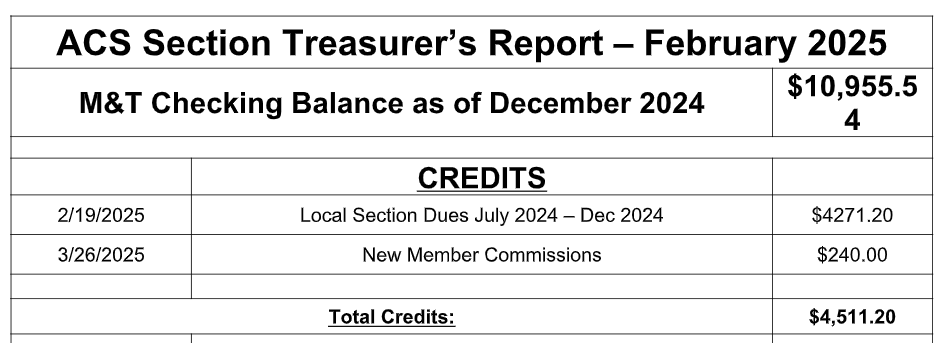 ACS Section Treasurer’s Report – February 2025
M&T Checking Balance as of December 2024 $10,955.5
4
CREDITS
2/19/2025 Local Section Dues July 2024 – Dec 2024 $4271.20
3/26/2025 New Member Commissions $240.00
Total Credits: $4,511.20